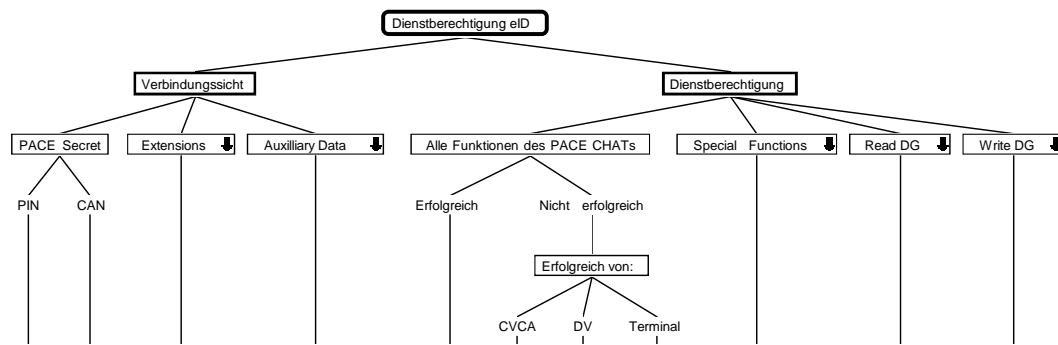 Dienstberechtigung eID
Verbindungssicht Dienstberechtigung
PACE Secret Extensions Auxilliary Data Alle Funktionen des PACE CHATs Special Functions Read DG Write DG
PIN CAN Erfolgreich Nicht erfolgreich
Erfolgreich von:
CVCA DV Terminal